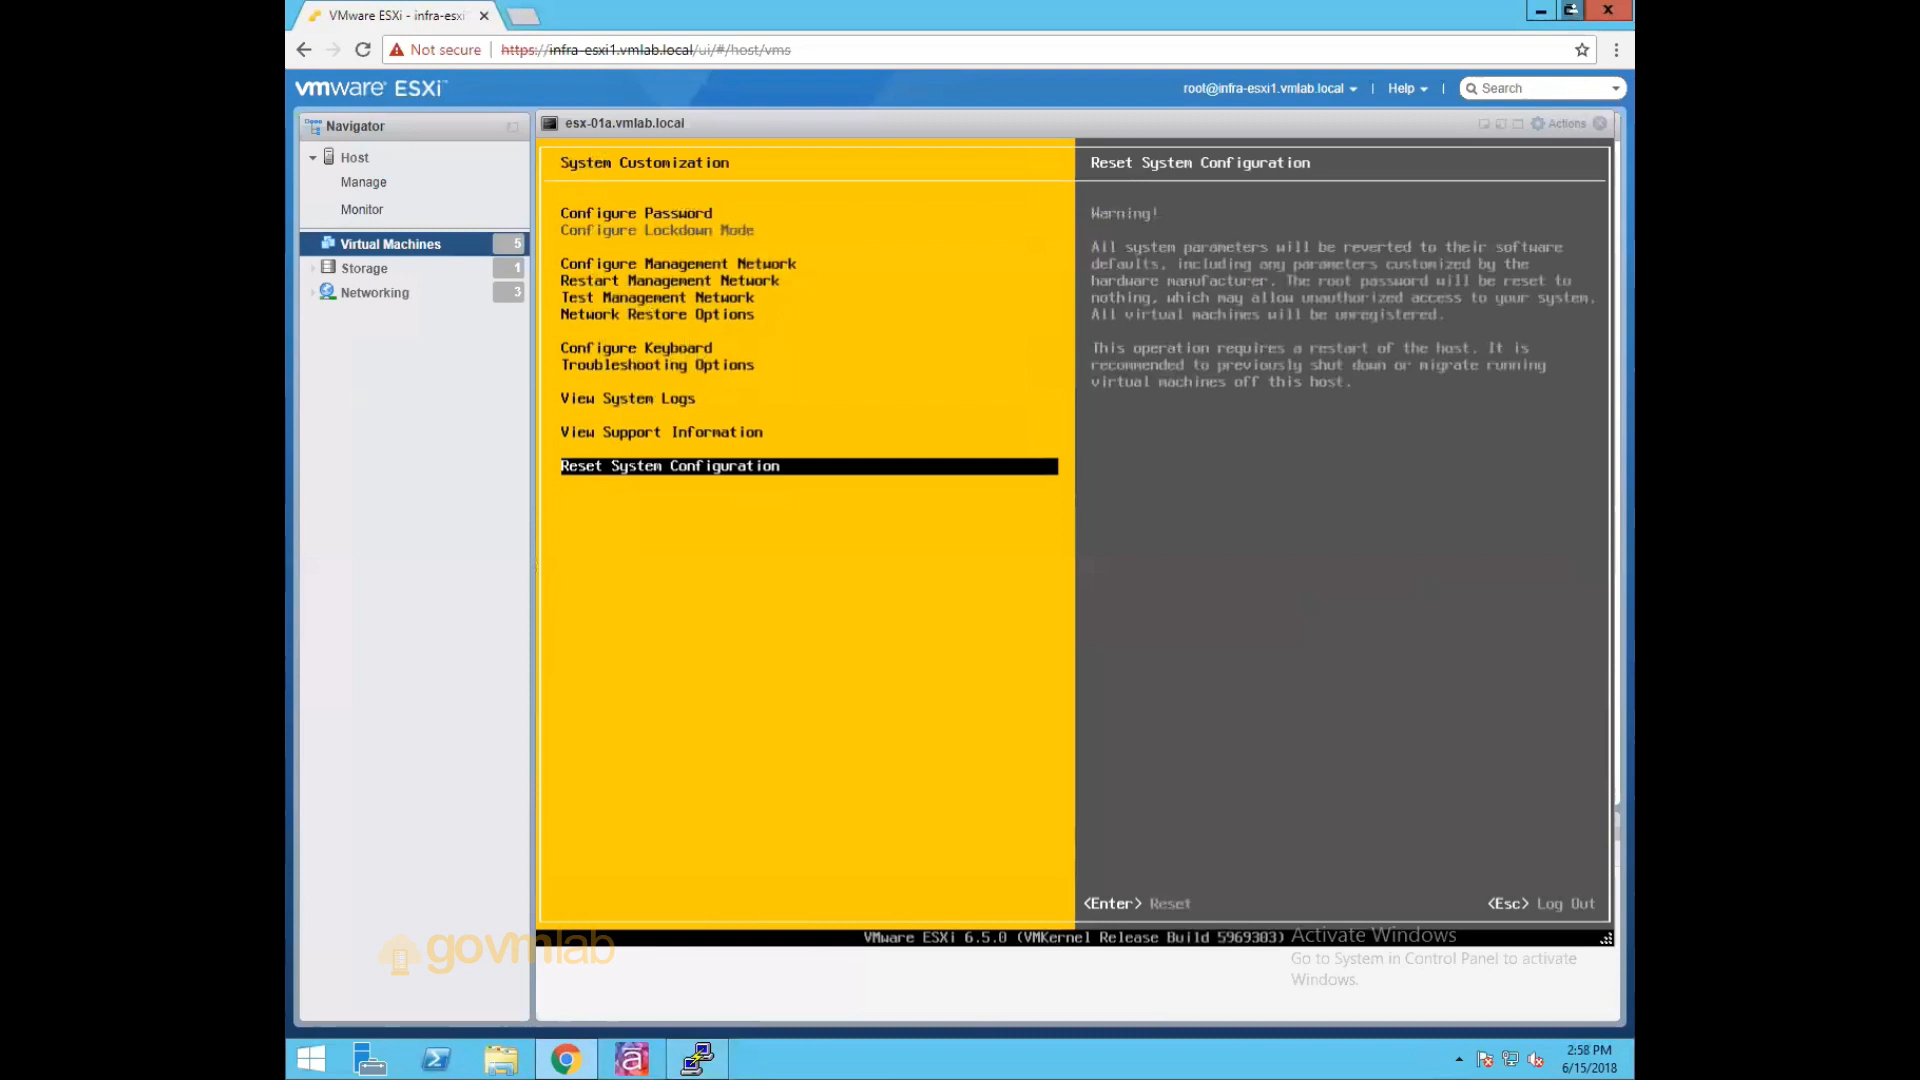 VMware ESXi - infra-esxi
Not secure | https://infra-esxi1.vmlab.local/ui/#/host/vms
vmware ESXi™
root@infra-esxi1.vmlab.local | Help | Search
Navigator
Host
Manage
Monitor
Virtual Machines 5
Storage 1
Networking 3
esx-01a.vmlab.local
Actions
System Customization
Configure Password
Configure Lockdown Mode
Configure Management Network
Restart Management Network
Test Management Network
Network Restore Options
Configure Keyboard
Troubleshooting Options
View System Logs
View Support Information
Reset System Configuration
Reset System Configuration
Warning!
All system parameters will be reverted to their software
defaults, including any parameters customized by the
hardware manufacturer. The root password will be reset to
nothing, which may allow unauthorized access to your system.
All virtual machines will be unregistered.
This operation requires a restart of the host. It is
recommended to previously shut down or migrate running
virtual machines off this host.
<Enter> Reset
<Esc> Log Out
VMware ESXi 6.5.0 (VMKernel Release Build 5969303)
Activate Windows
Go to System in Control Panel to activate
Windows.
govmlab
2:58 PM
6/15/2018